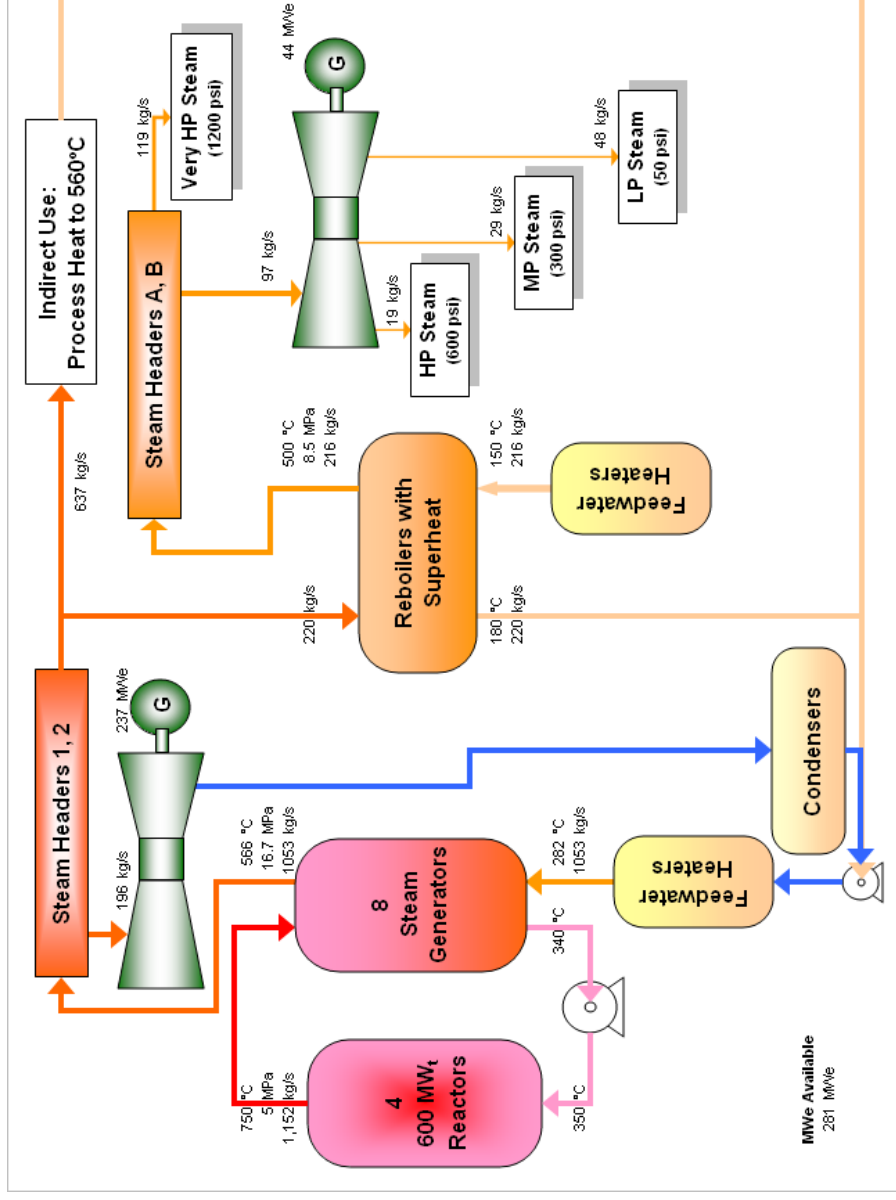 Steam Headers 1, 2
637 kg/s
Indirect Use:
Process Heat to 560°C
Steam Headers A, B
119 kg/s
Very HP Steam
(1200 psi)
196 kg/s
237 MWe
G
220 kg/s
500 °C
8.5 MPa
216 kg/s
97 kg/s
44 MWe
G
19 kg/s
HP Steam
(600 psi)
29 kg/s
MP Steam
(300 psi)
48 kg/s
LP Steam
(50 psi)
750 °C
5 MPa
1,152 kg/s
566 °C
16.7 MPa
1053 kg/s
4
600 MWt
Reactors
8
Steam
Generators
Reboilers with
Superheat
340 °C
350 °C
282 °C
1053 kg/s
180 °C
220 kg/s
150 °C
216 kg/s
Feedwater
Heaters
Condensers
Feedwater
Heaters
MWe Available
281 MWe